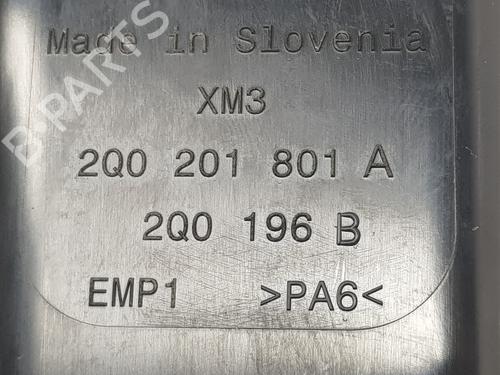 Made in Slovenia
XM3
2Q0 201 801 A
2Q0 196 B
EMP1 >PA6<
B-PARTS